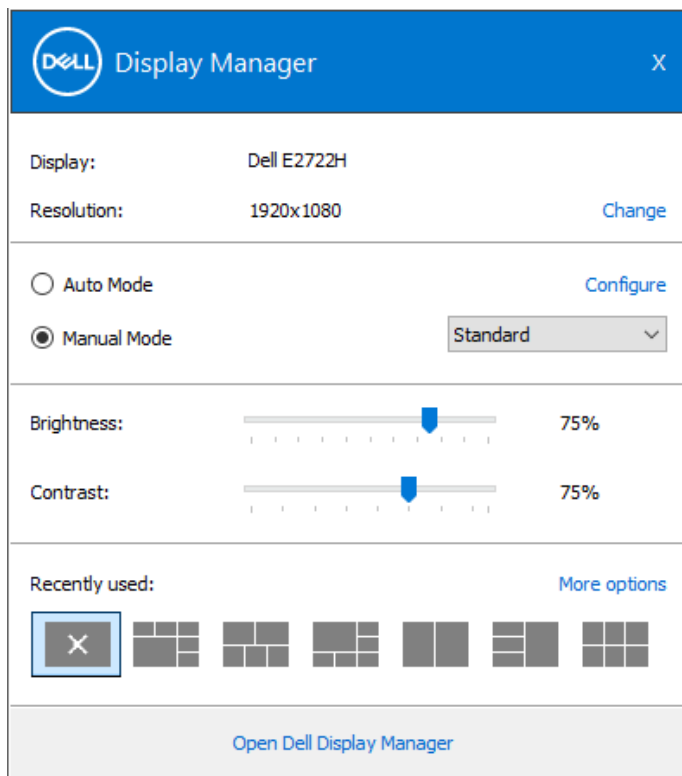 DELL Display Manager X
Display: Dell E2722H
Resolution: 1920x1080 Change
Auto Mode Configure
Manual Mode Standard
Brightness: 75%
Contrast: 75%
Recently used: More options
Open Dell Display Manager